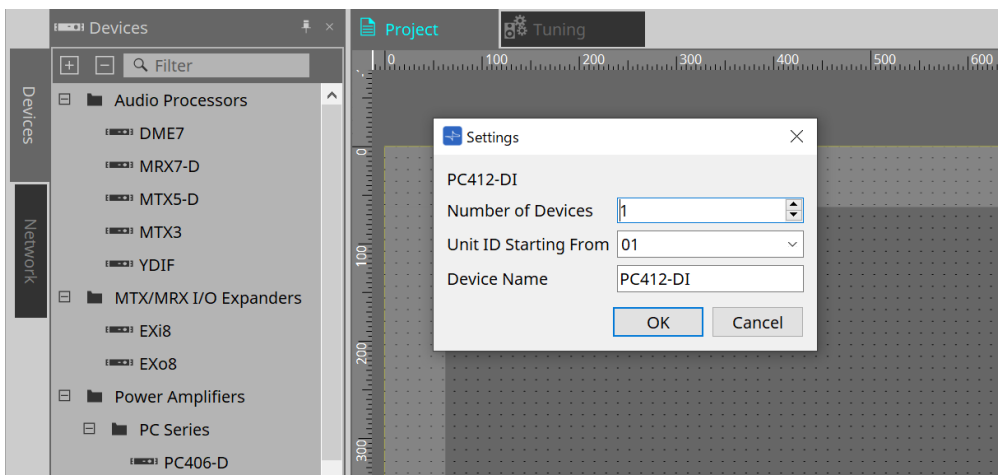 Devices
Filter
Audio Processors
DME7
MRX7-D
MTX5-D
MTX3
YDIF
MTX/MRX I/O Expanders
EXi8
EXo8
Power Amplifiers
PC Series
PC406-D
Devices
Network
Project
Tuning
0 100 200 300 400 500 600
0
100
200
300
Settings
PC412-DI
Number of Devices 1
Unit ID Starting From 01
Device Name PC412-DI
OK Cancel